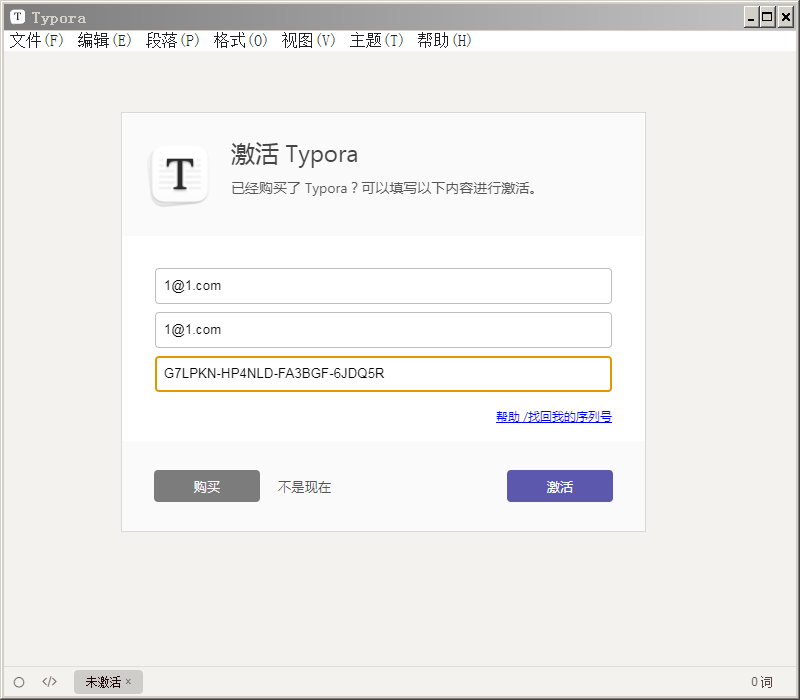 Typora
文件(F) 编辑(E) 段落(P) 格式(O) 视图(V) 主题(T) 帮助(H)
T
激活 Typora
已经购买了 Typora？可以填写以下内容进行激活。
1@1.com
1@1.com
G7LPKN-HP4NLD-FA3BGF-6JDQ5R
帮助 /找回我的序列号
购买 不是现在 激活
</> 未激活 × 0 词